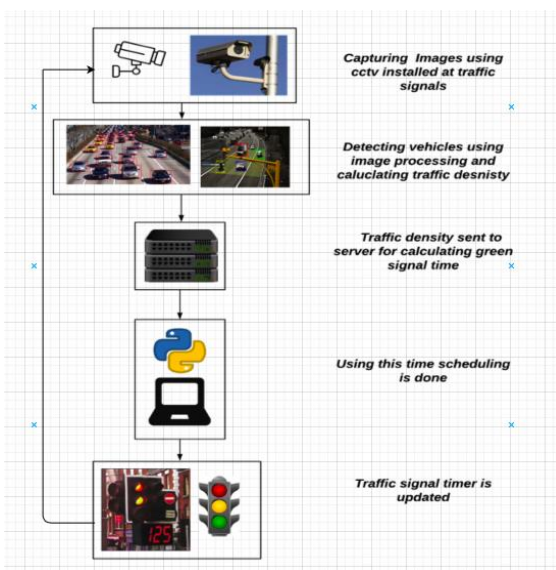 Capturing Images using
cctv installed at traffic
signals
Detecting vehicles using
image processing and
caluclating traffic desnisty
Traffic density sent to
server for calculating green
signal time
Using this time scheduling
is done
125
Traffic signal timer is
updated